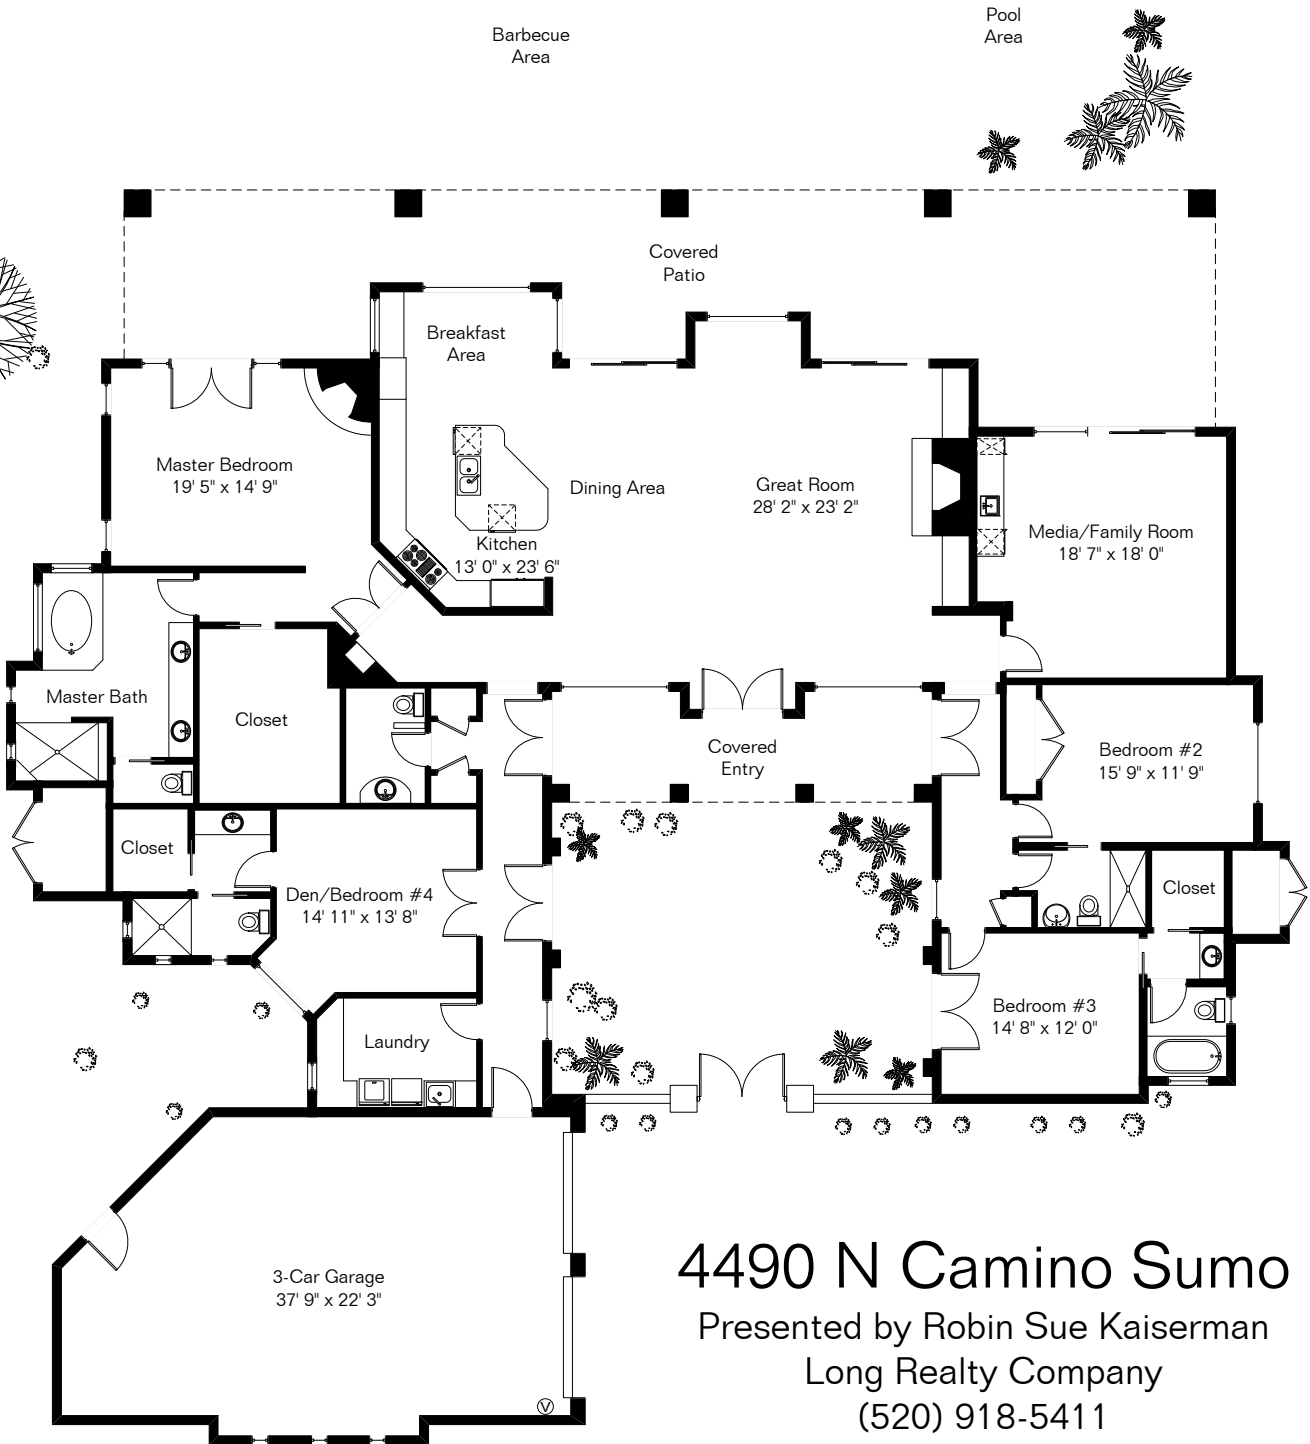 Barbecue
Area
Pool
Area
Covered
Patio
Breakfast
Area
Master Bedroom
19' 5" x 14' 9"
Dining Area
Great Room
28' 2" x 23' 2"
Kitchen
13' 0" x 23' 6"
Media/Family Room
18' 7" x 18' 0"
Master Bath
Closet
Covered
Entry
Bedroom #2
15' 9" x 11' 9"
Closet
Den/Bedroom #4
14' 11" x 13' 8"
Closet
Laundry
Bedroom #3
14' 8" x 12' 0"
3-Car Garage
37' 9" x 22' 3"
V
4490 N Camino Sumo
Presented by Robin Sue Kaiserman
Long Realty Company
(520) 918-5411